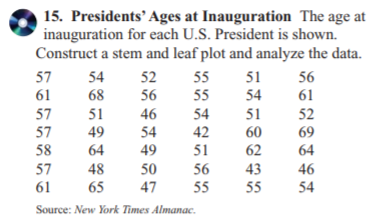 15. Presidents' Ages at Inauguration The age at
inauguration for each U.S. President is shown.
Construct a stem and leaf plot and analyze the data.
57 54 52 55 51 56
61 68 56 55 54 61
57 51 46 54 51 52
57 49 54 42 60 69
58 64 49 51 62 64
57 48 50 56 43 46
61 65 47 55 55 54
Source: New York Times Almanac.